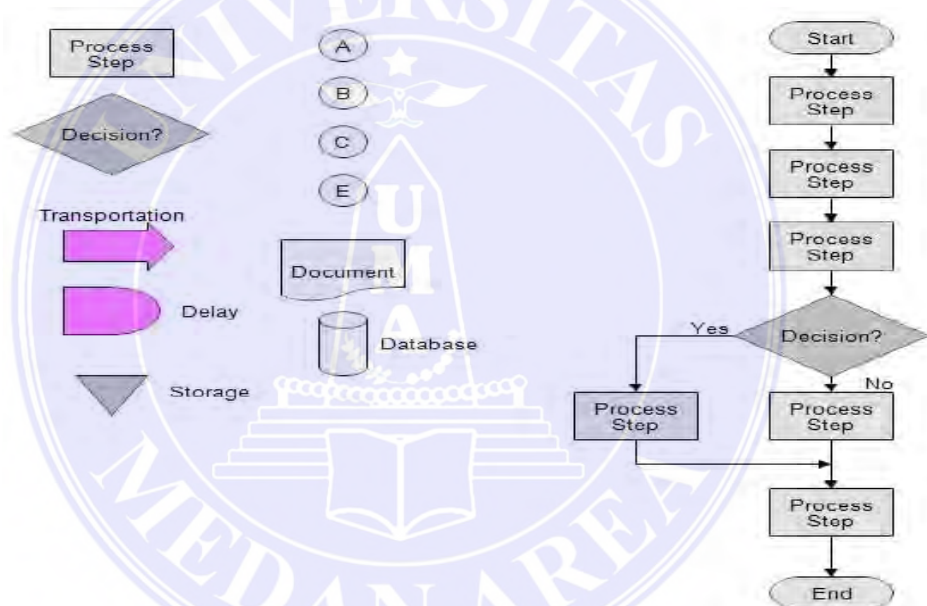 Process
Step
Decision?
Transportation
Delay
Storage
A
B
C
E
Document
Database
Start
Process
Step
Process
Step
Process
Step
Decision?
Yes
No
Process
Step
Process
Step
Process
Step
End
UNIVERSITAS
MEDAN AREA
UMA